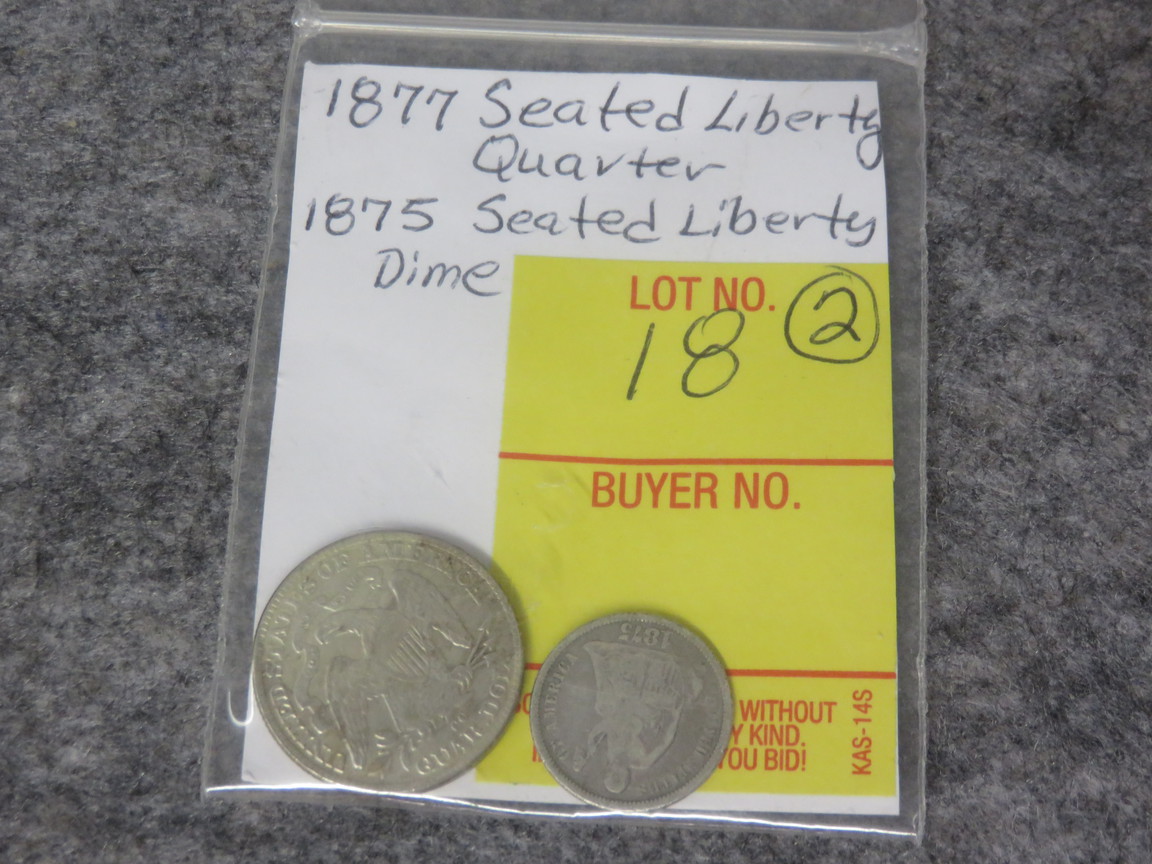 1877 Seated Liberty
Quarter
1875 Seated Liberty
Dime
LOT NO. 2
18
BUYER NO.
WITHOUT
Y KIND.
YOU BID!
KAS-14S
UNITED STATES OF AMERICA
QUAR. DOL.
1875